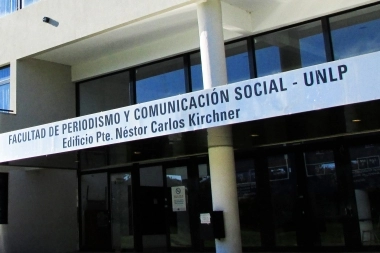 FACULTAD DE PERIODISMO Y COMUNICACIÓN SOCIAL - UNLP
Edificio Pte. Néstor Carlos Kirchner